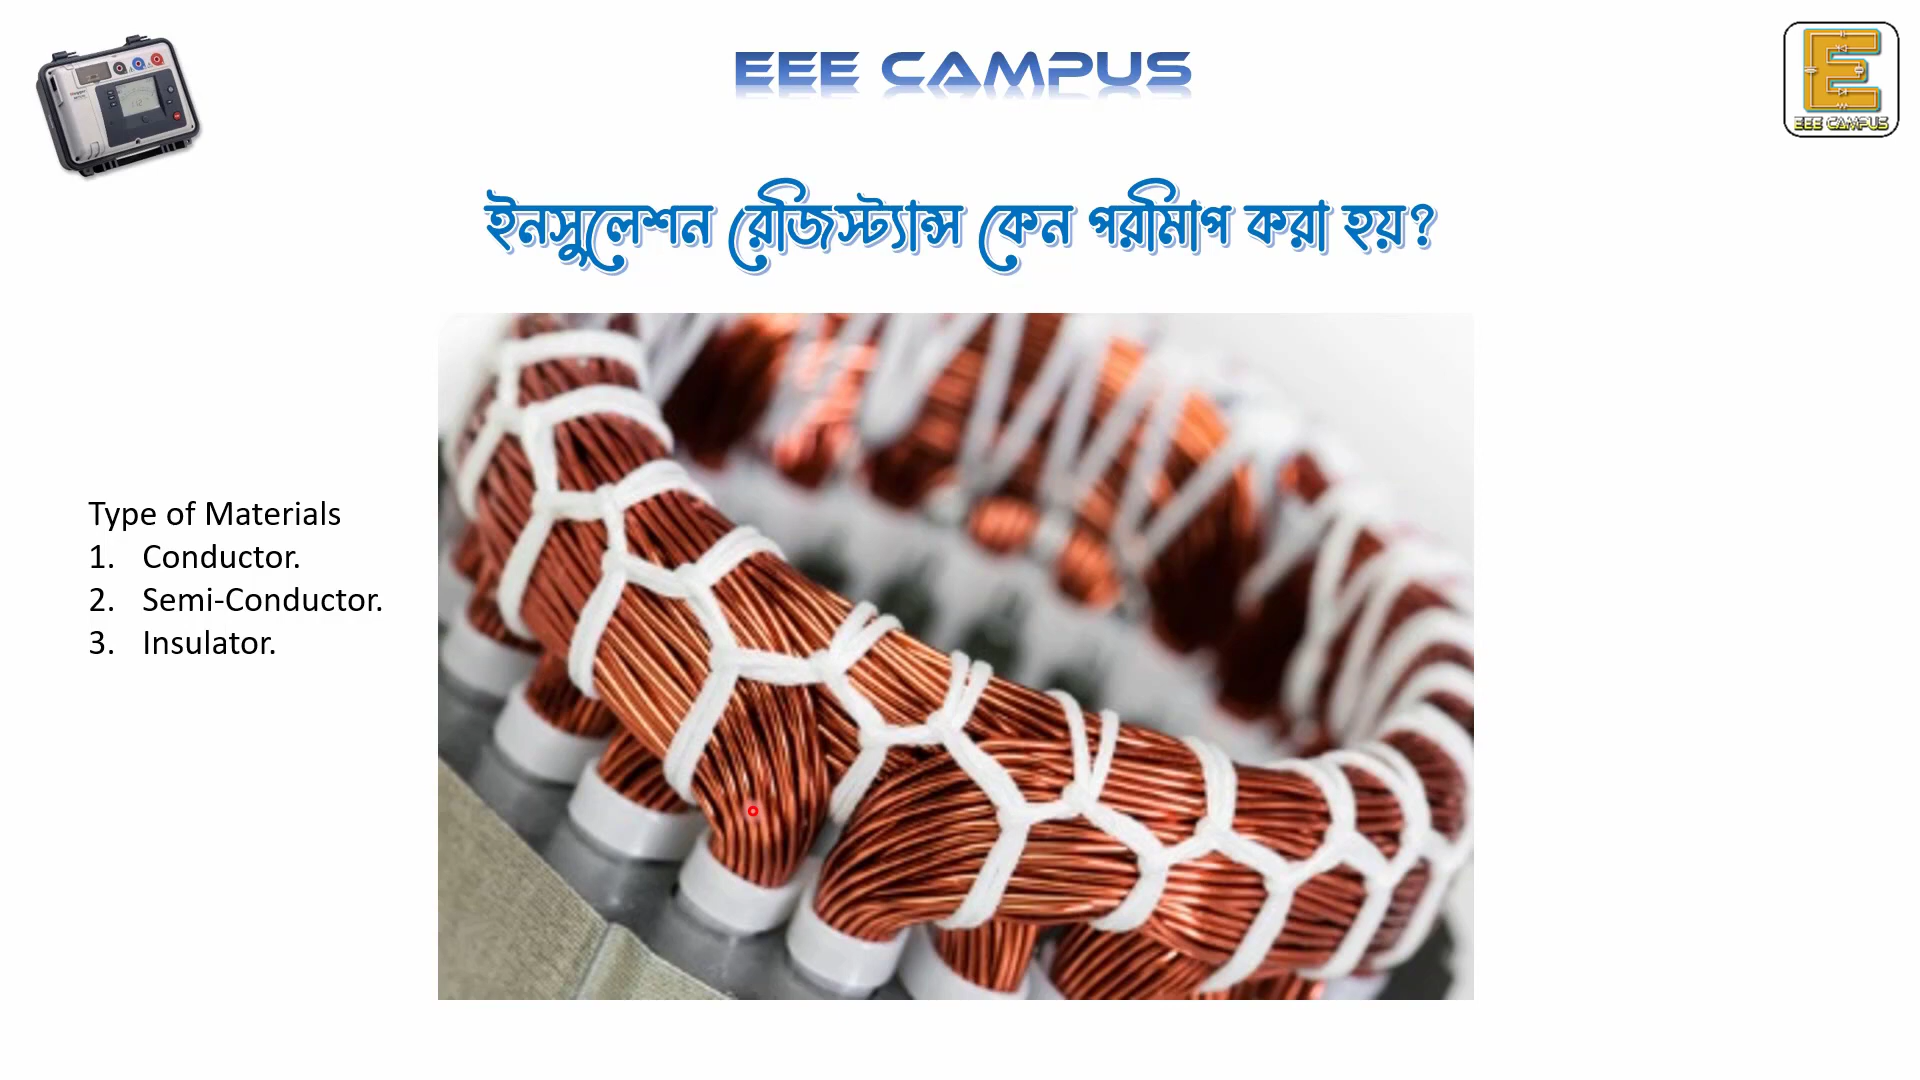 EEE CAMPUS
EEE CAMPUS
ইনসুলেশন রেজিস্ট্যান্স কেন পরিমাপ করা হয়?
Type of Materials
1. Conductor.
2. Semi-Conductor.
3. Insulator.